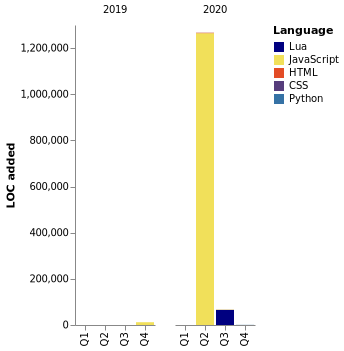 2019
2020
Language
Lua
JavaScript
HTML
CSS
Python
LOC added
1,200,000
1,000,000
800,000
600,000
400,000
200,000
0
Q1 Q2 Q3 Q4
Q1 Q2 Q3 Q4